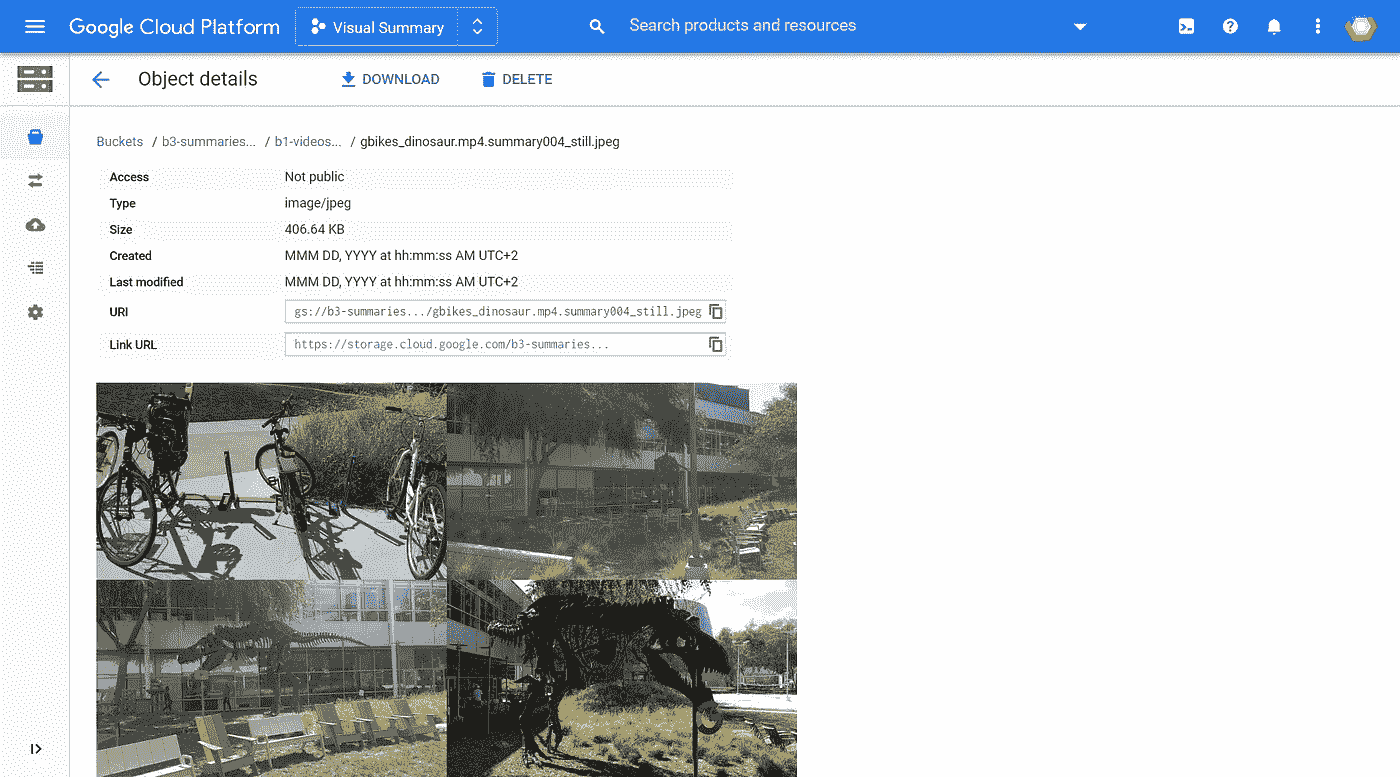 Google Cloud Platform Visual Summary Search products and resources
Object details DOWNLOAD DELETE
Buckets / b3-summaries... / b1-videos... / gbikes_dinosaur.mp4.summary004_still.jpeg
Access Not public
Type image/jpeg
Size 406.64 KB
Created MMM DD, YYYY at hh:mm:ss AM UTC+2
Last modified MMM DD, YYYY at hh:mm:ss AM UTC+2
URI gs://b3-summaries.../gbikes_dinosaur.mp4.summary004_still.jpeg
Link URL https://storage.cloud.google.com/b3-summaries...